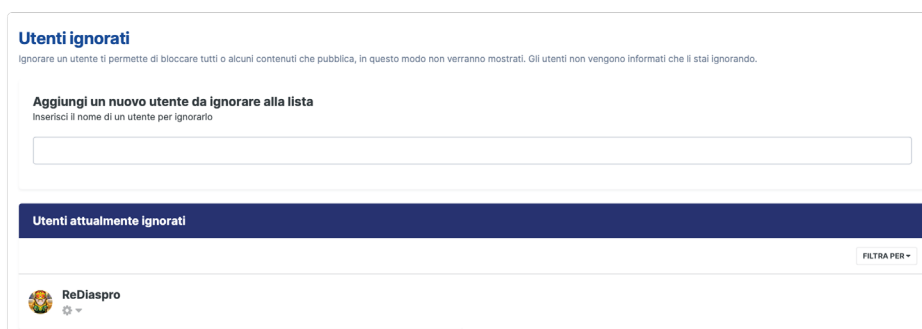 Utenti ignorati
Ignorare un utente ti permette di bloccare tutti o alcuni contenuti che pubblica, in questo modo non verranno mostrati. Gli utenti non vengono informati che li stai ignorando.
Aggiungi un nuovo utente da ignorare alla lista
Inserisci il nome di un utente per ignorarlo
Utenti attualmente ignorati
FILTRA PER
ReDiaspro